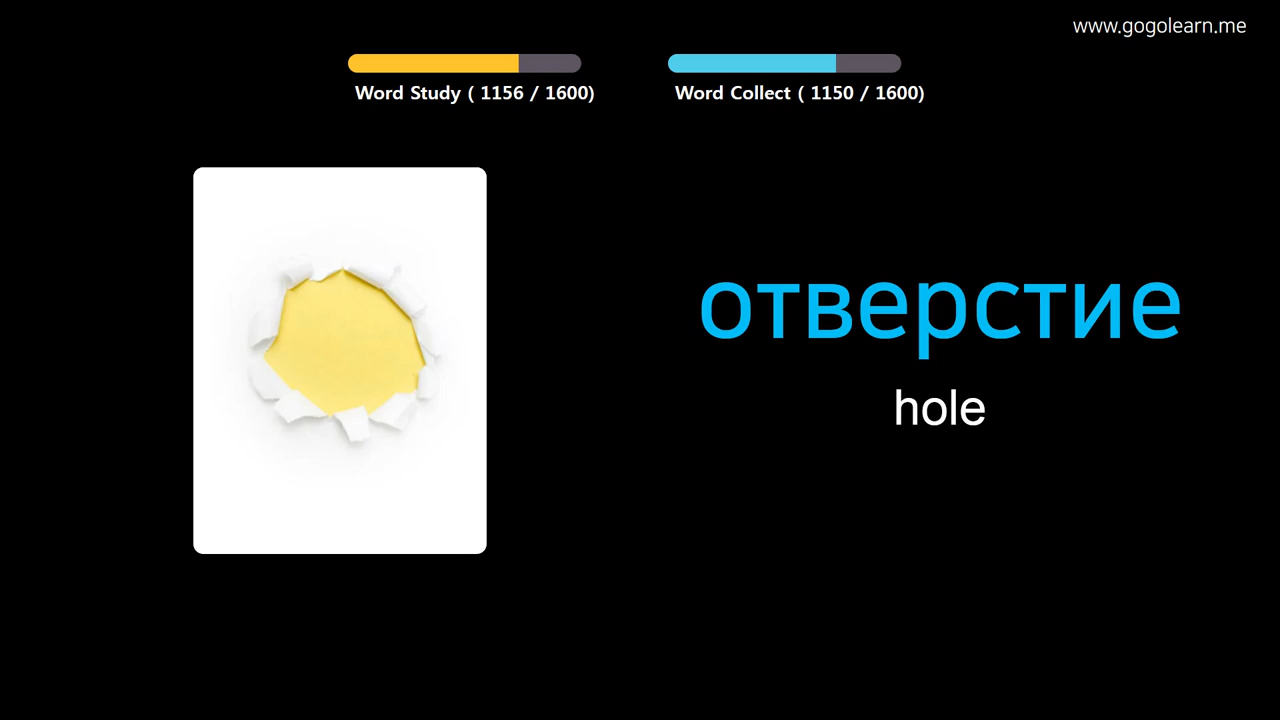 www.gogolearn.me
Word Study ( 1156 / 1600)
Word Collect ( 1150 / 1600)
отверстие
hole